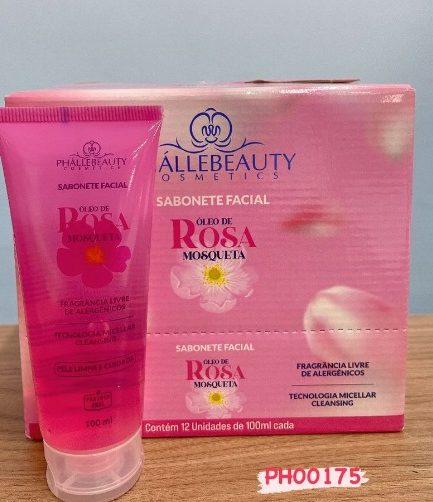 PHÁLLEBEAUTY
COSMETICS
SABONETE FACIAL
ÓLEO DE
ROSA
MOSQUETA
FRAGRÂNCIA LIVRE
DE ALERGÊNICOS
TECNOLOGIA MICELLAR
CLEANSING
PELE LIMPA E
100 ml
ÁLLEBEAUTY
OSMETICS
SABONETE FACIAL
ÓLEO DE
ROSA
MOSQUETA
SABONETE FACIAL
ÓLEO DE
ROSA
MOSQUETA
FRAGRÂNCIA LIVRE
DE ALERGÊNICOS
TECNOLOGIA MICELLAR
CLEANSING
Contém 12 Unidades de 100ml cada
PH00175